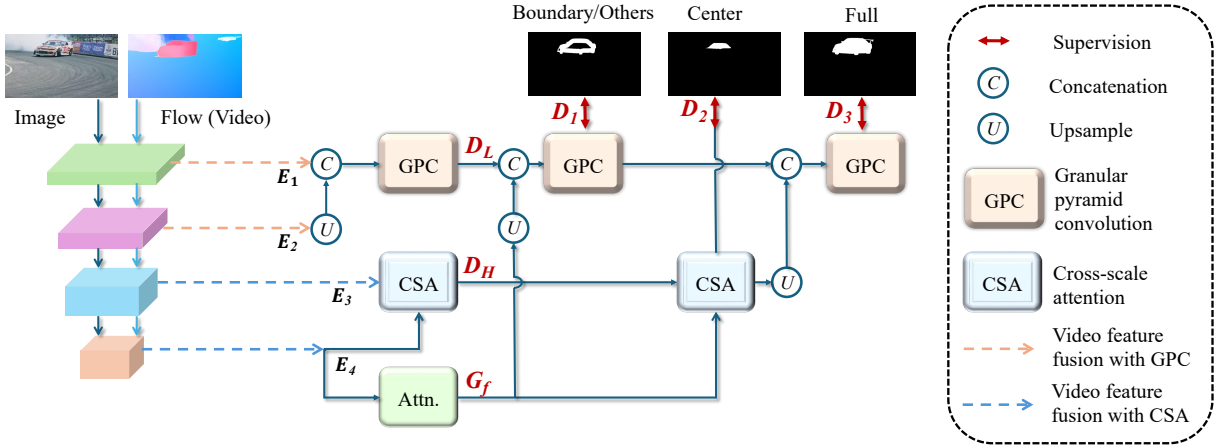 Boundary/Others
Center
Full
Image
Flow (Video)
D1
D2
D3
E1
C
GPC
DL
C
GPC
C
GPC
E2
U
U
E3
CSA
DH
CSA
U
E4
Attn.
Gf
Supervision
C
Concatenation
U
Upsample
GPC
Granular
pyramid
convolution
CSA
Cross-scale
attention
Video feature
fusion with GPC
Video feature
fusion with CSA